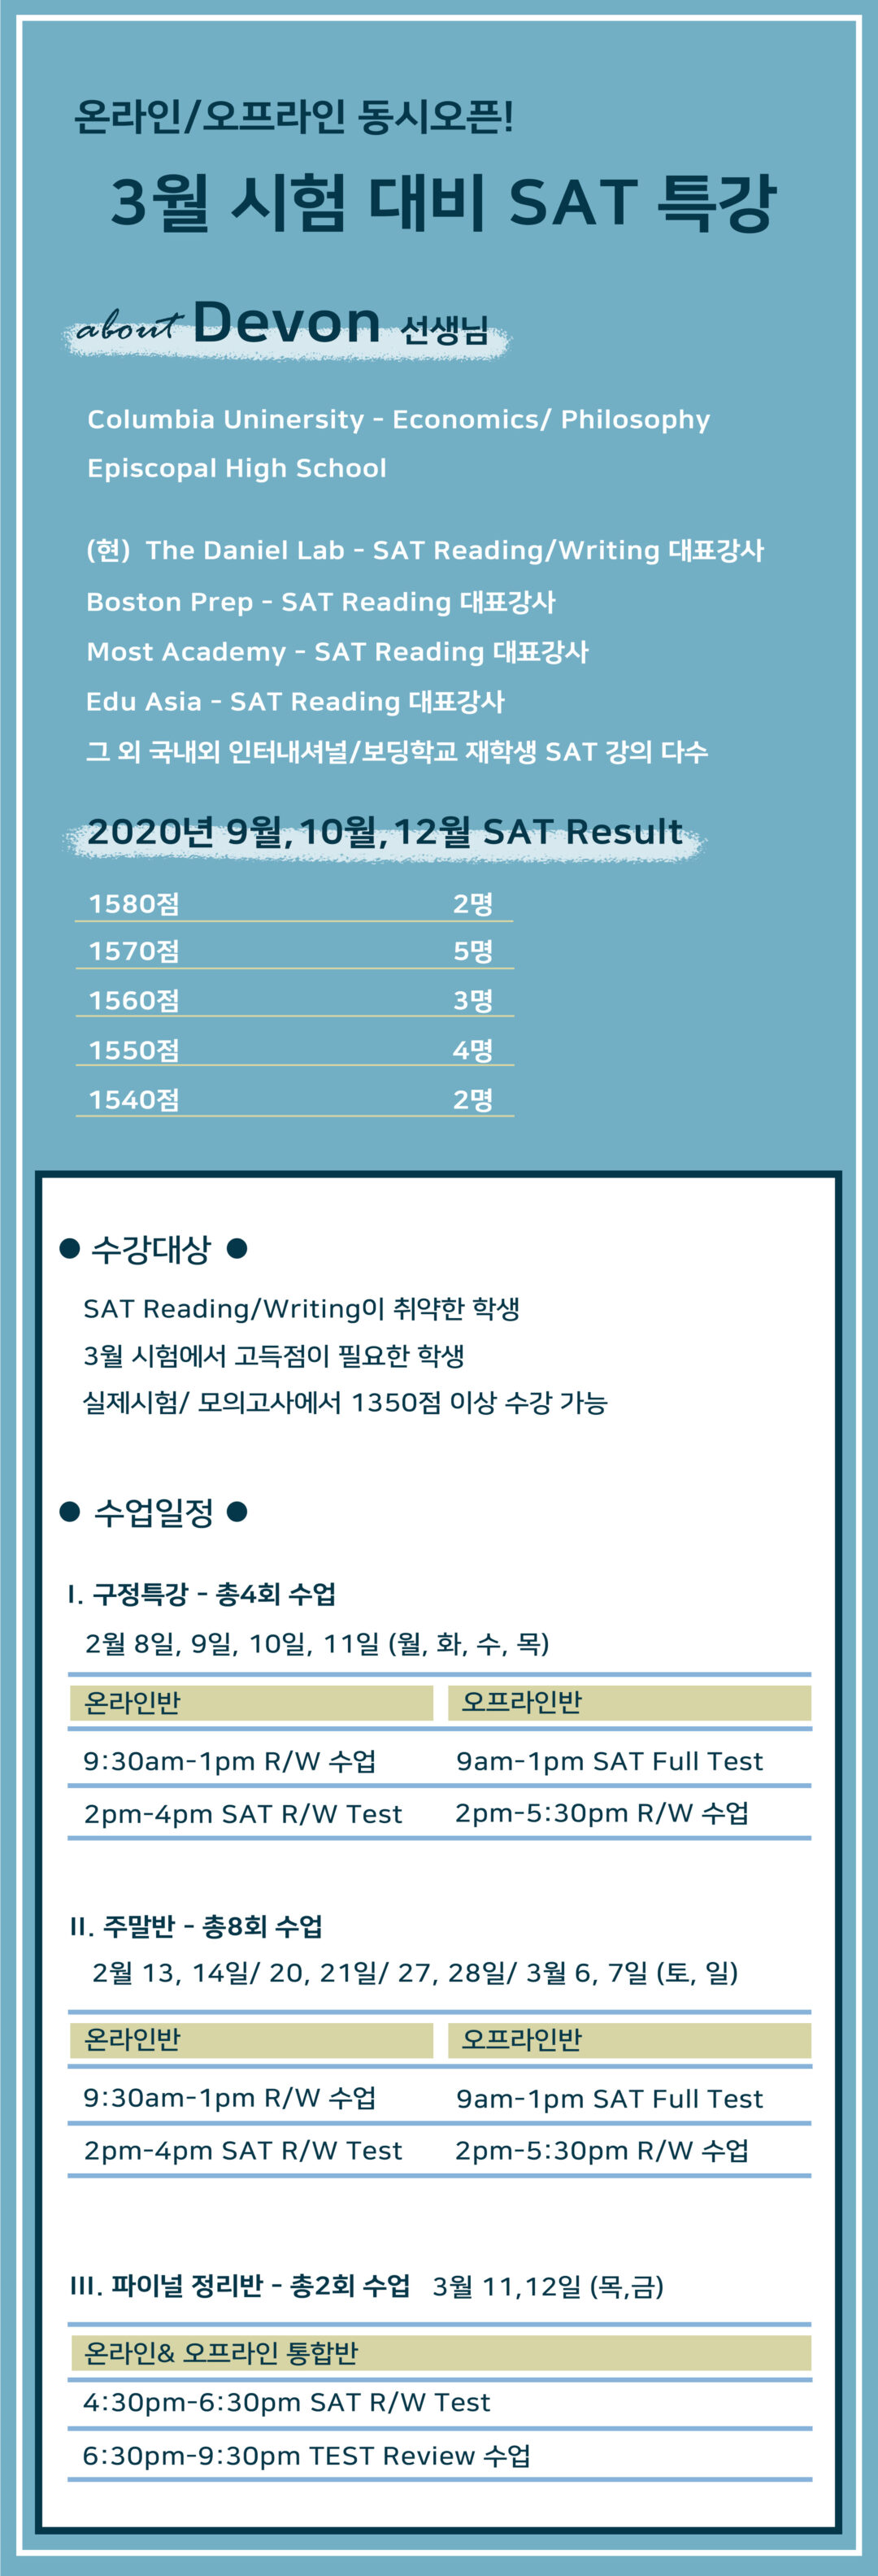 온라인/오프라인 동시오픈!
3월 시험 대비 SAT 특강
about Devon 선생님
Columbia Uninersity - Economics/ Philosophy
Episcopal High School
(현) The Daniel Lab - SAT Reading/Writing 대표강사
Boston Prep - SAT Reading 대표강사
Most Academy - SAT Reading 대표강사
Edu Asia - SAT Reading 대표강사
그 외 국내외 인터내셔널/보딩학교 재학생 SAT 강의 다수
2020년 9월,10월,12월 SAT Result
1580점 2명
1570점 5명
1560점 3명
1550점 4명
1540점 2명
● 수강대상 ●
SAT Reading/Writing이 취약한 학생
3월 시험에서 고득점이 필요한 학생
실제시험/ 모의고사에서 1350점 이상 수강 가능
● 수업일정 ●
I. 구정특강 - 총4회 수업
2월 8일, 9일, 10일, 11일 (월, 화, 수, 목)
온라인반 오프라인반
9:30am-1pm R/W 수업 9am-1pm SAT Full Test
2pm-4pm SAT R/W Test 2pm-5:30pm R/W 수업
II. 주말반 - 총8회 수업
2월 13, 14일/ 20, 21일/ 27, 28일/ 3월 6, 7일 (토, 일)
온라인반 오프라인반
9:30am-1pm R/W 수업 9am-1pm SAT Full Test
2pm-4pm SAT R/W Test 2pm-5:30pm R/W 수업
III. 파이널 정리반 - 총2회 수업 3월 11,12일 (목,금)
온라인& 오프라인 통합반
4:30pm-6:30pm SAT R/W Test
6:30pm-9:30pm TEST Review 수업